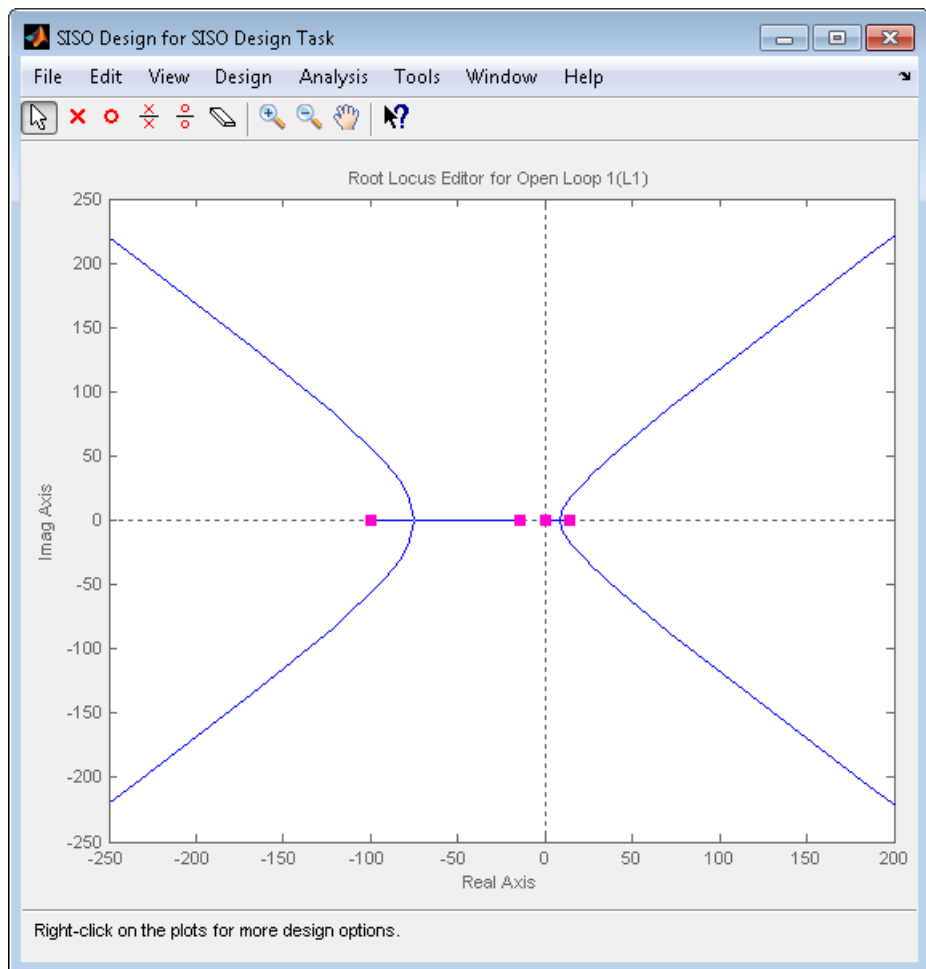 SISO Design for SISO Design Task
File Edit View Design Analysis Tools Window Help
Root Locus Editor for Open Loop 1(L1)
250
200
150
100
50
0
-50
-100
-150
-200
-250
Imag Axis
-250 -200 -150 -100 -50 0 50 100 150 200
Real Axis
Right-click on the plots for more design options.